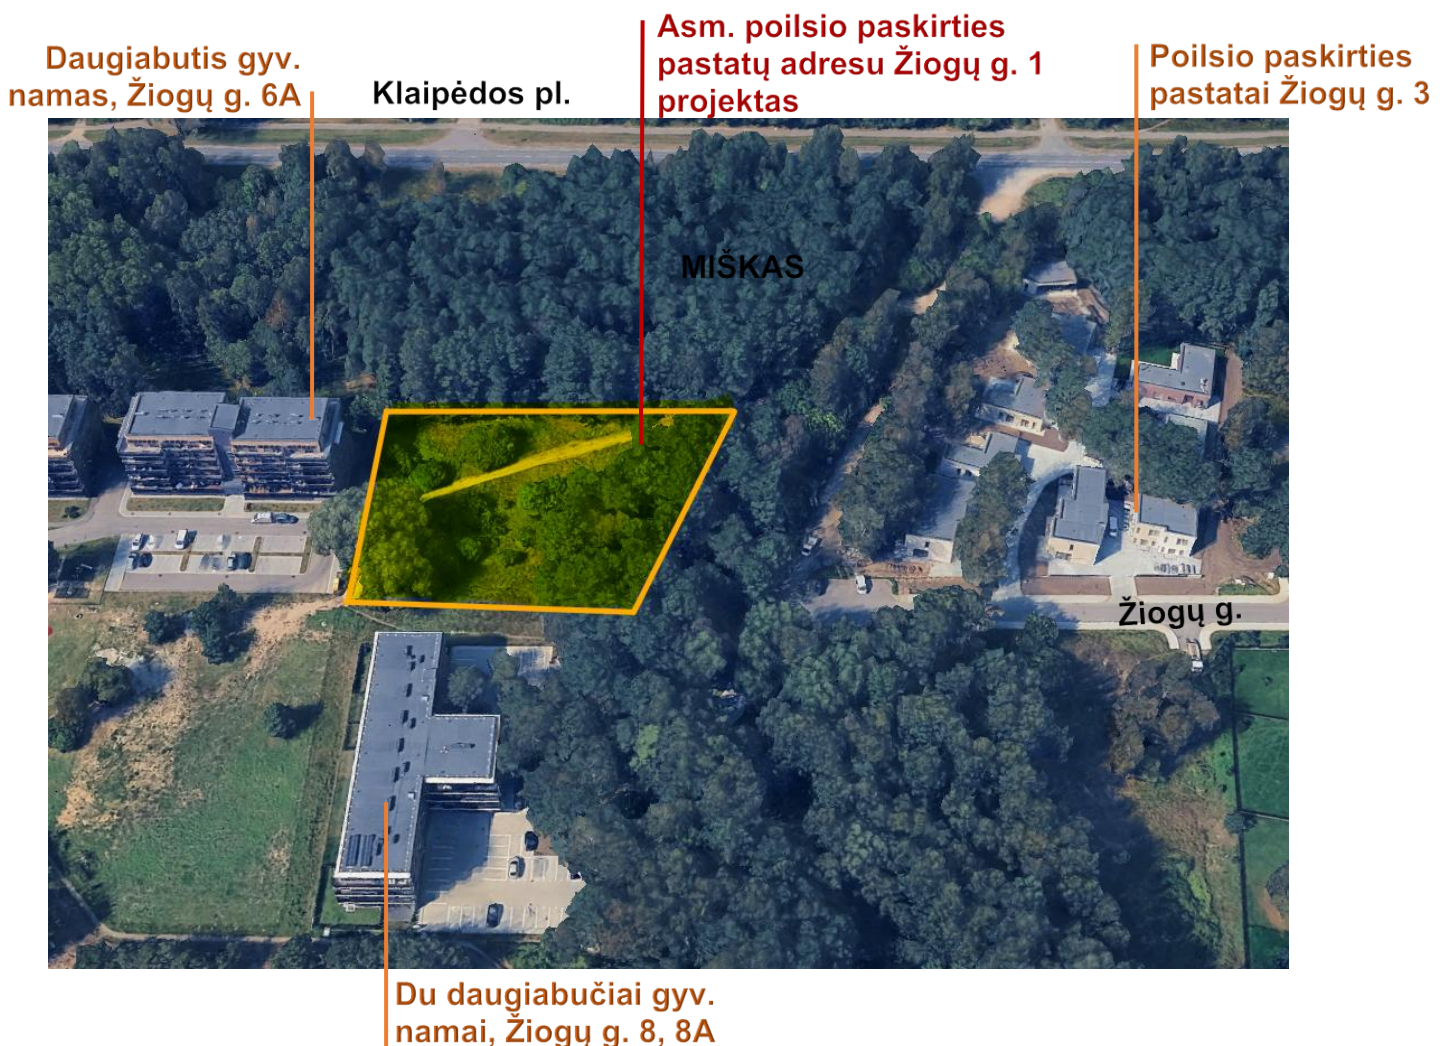 Daugiabutis gyv.
namas, Žiogų g. 6A
Klaipėdos pl.
Asm. poilsio paskirties
pastatų adresu Žiogų g. 1
projektas
Poilsio paskirties
pastatai Žiogų g. 3
MIŠKAS
Žiogų g.
Du daugiabučiai gyv.
namai, Žiogų g. 8, 8A